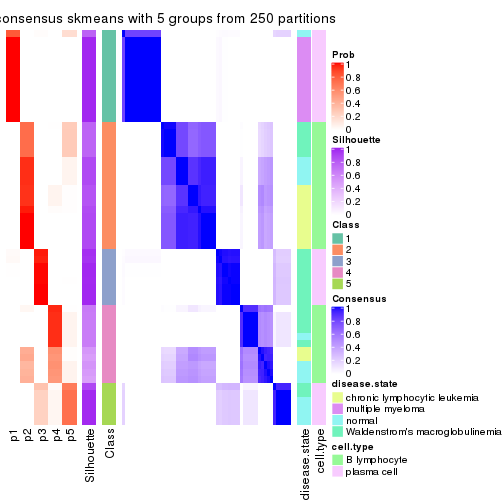 consensus skmeans with 5 groups from 250 partitions
Prob
1
0.8
0.6
0.4
0.2
0
Silhouette
1
0.8
0.6
0.4
0.2
0
Class
1
2
3
4
5
Consensus
1
0.8
0.6
0.4
0.2
0
disease.state
chronic lymphocytic leukemia
multiple myeloma
normal
Waldenstrom's macroglobulinemia
cell.type
B lymphocyte
plasma cell
p1
p2
p3
p4
p5
Silhouette
Class
disease.state
cell.type